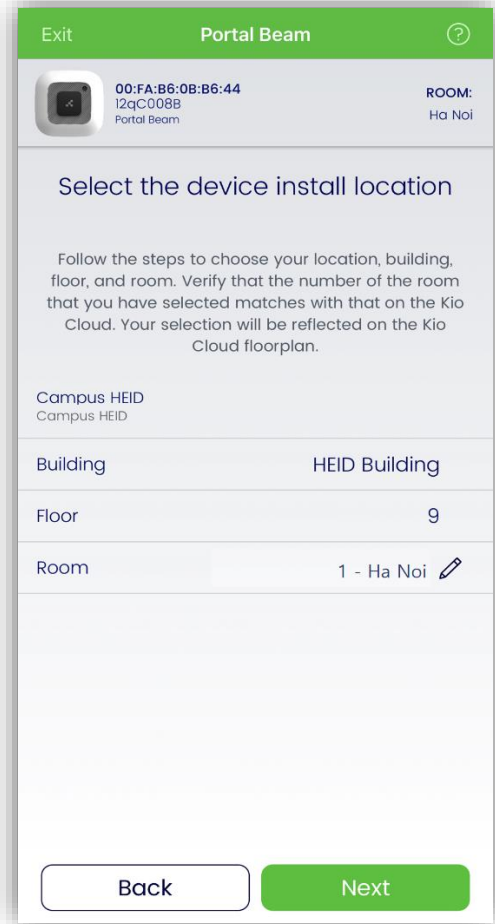 Exit
Portal Beam
?
00:FA:B6:0B:B6:44
12qC008B
Portal Beam
ROOM:
Ha Noi
Select the device install location
Follow the steps to choose your location, building,
floor, and room. Verify that the number of the room
that you have selected matches with that on the Kio
Cloud. Your selection will be reflected on the Kio
Cloud floorplan.
Campus HEID
Campus HEID
Building HEID Building
Floor 9
Room 1 - Ha Noi
Back
Next